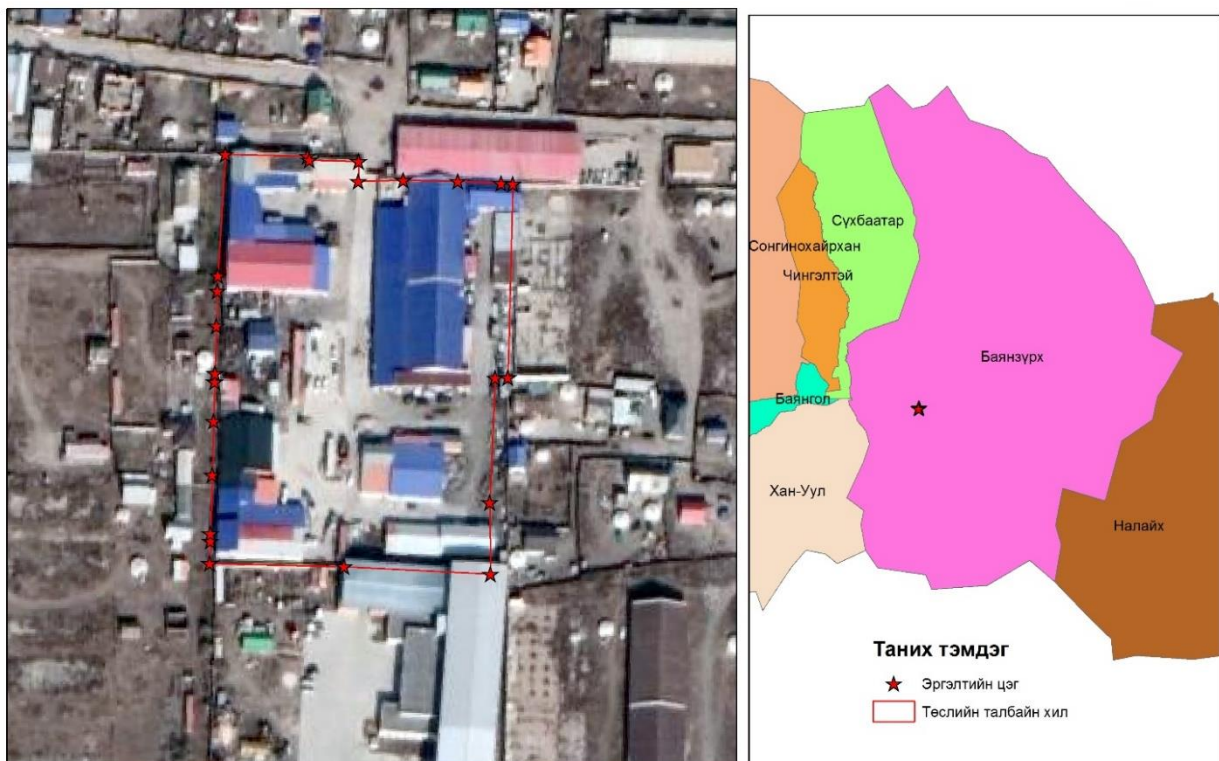 Сүхбаатар
Сонгинохайрхан
Чингэлтэй
Баянзүрх
Баянгол
Хан-Уул
Налайх
Таних тэмдэг
Эргэлтийн цэг
Төслийн талбайн хил